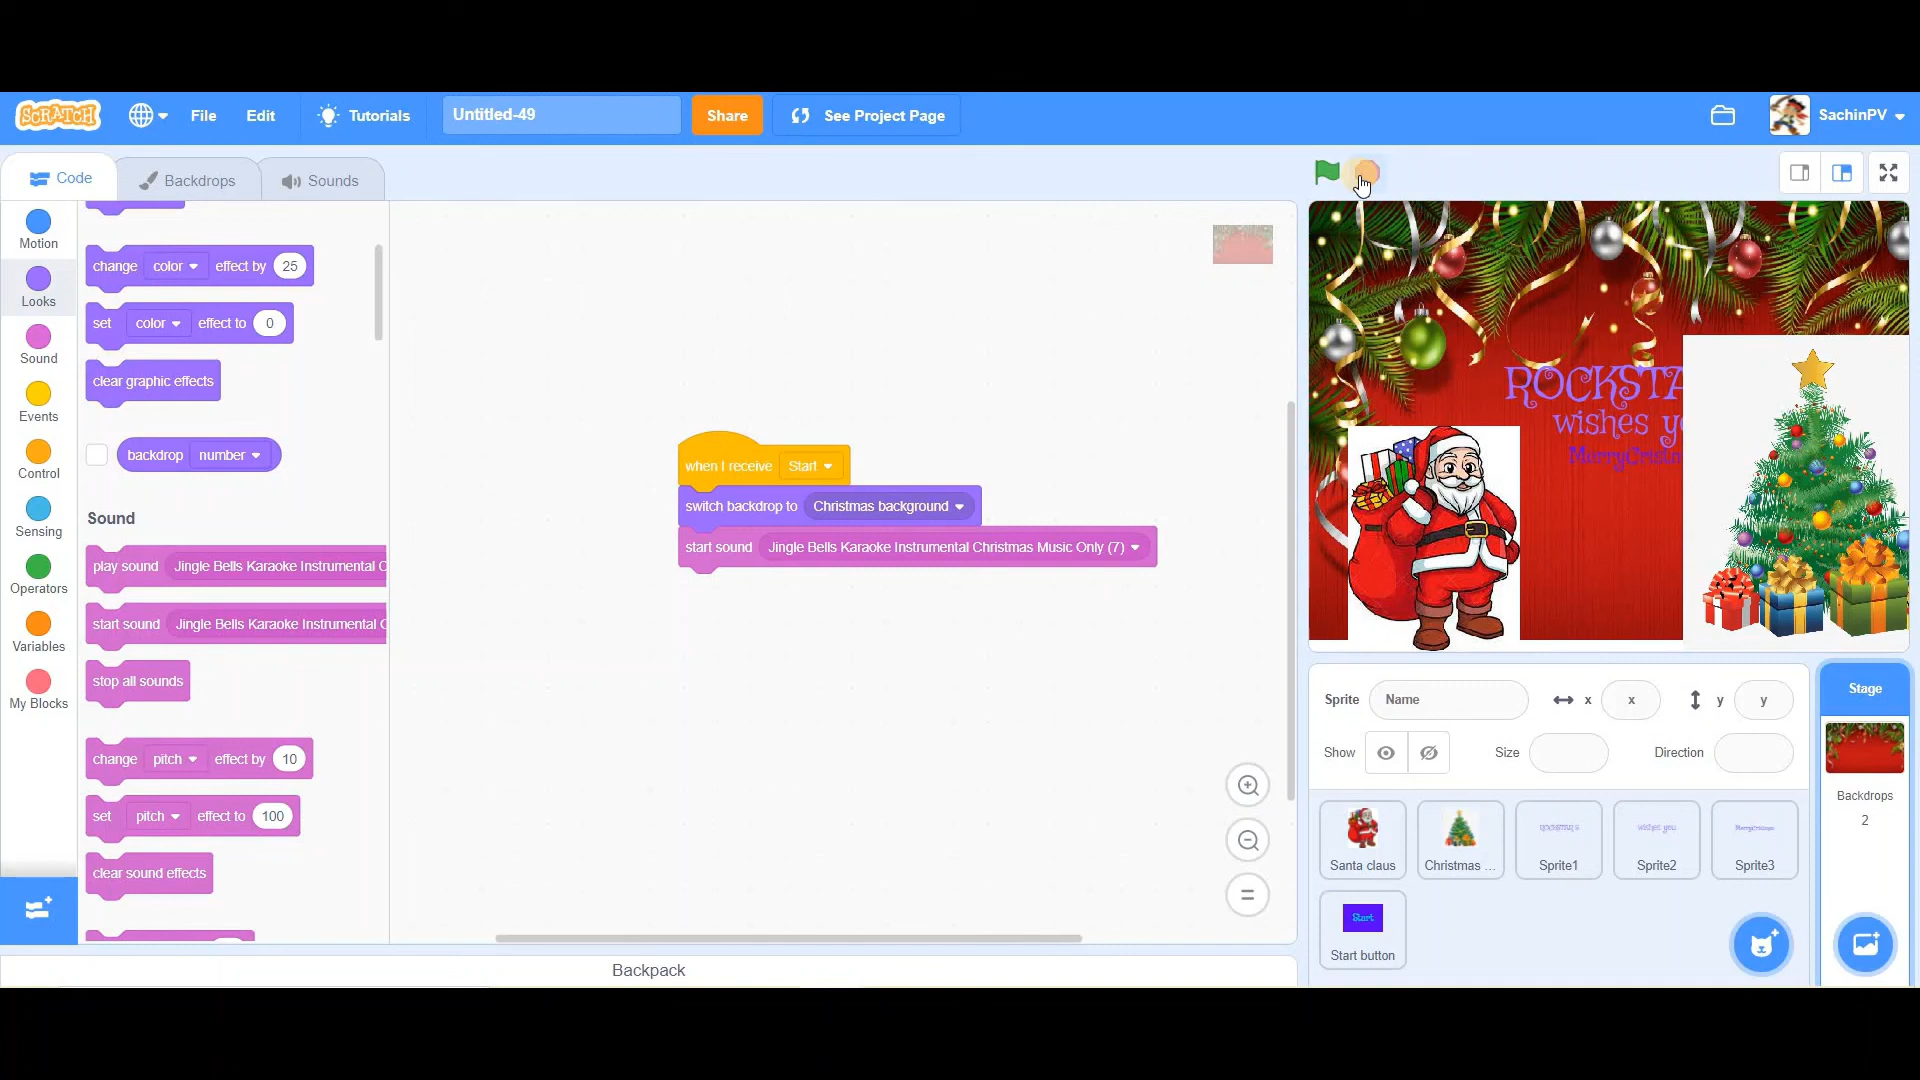 SCRATCH
File
Edit
Tutorials
Untitled-49
Share
See Project Page
SachinPV
Code
Backdrops
Sounds
Motion
Looks
Sound
Events
Control
Sensing
Operators
Variables
My Blocks
change color effect by 25
set color effect to 0
clear graphic effects
backdrop number
Sound
play sound Jingle Bells Karaoke Instrumental C
start sound Jingle Bells Karaoke Instrumental C
stop all sounds
change pitch effect by 10
set pitch effect to 100
clear sound effects
when I receive Start
switch backdrop to Christmas background
start sound Jingle Bells Karaoke Instrumental Christmas Music Only (7)
Backpack
ROCKSTA
wishes y
MerryCristm
Sprite Name x x y y
Show Size Direction
Stage
Backdrops
2
Santa claus
Christmas ...
Sprite1
wishes you
Sprite2
Sprite3
Start
Start button